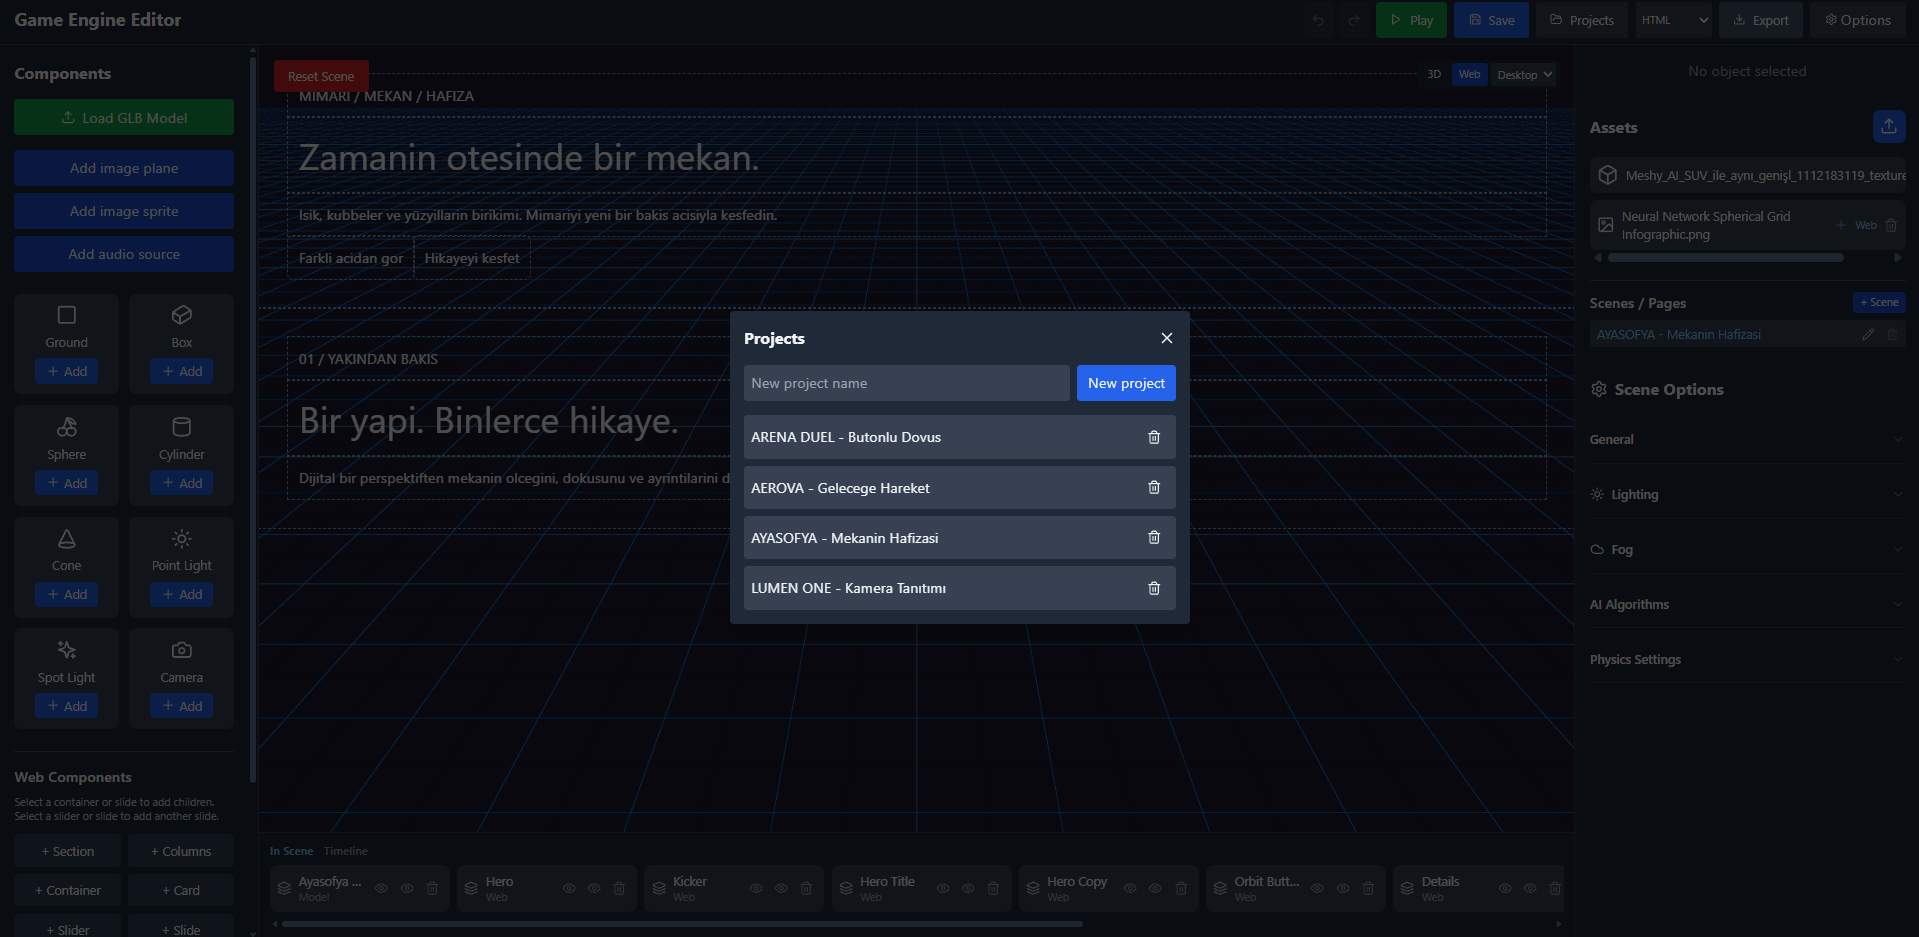 Game Engine Editor
Play
Save
Projects
HTML
Export
Options
Components
Load GLB Model
Add image plane
Add image sprite
Add audio source
Ground
+ Add
Box
+ Add
Sphere
+ Add
Cylinder
+ Add
Cone
+ Add
Point Light
+ Add
Spot Light
+ Add
Camera
+ Add
Web Components
Select a container or slide to add children.
Select a slider or slide to add another slide.
+ Section
+ Columns
+ Container
+ Card
+ Slider
+ Slide
Reset Scene
3D
Web
Desktop
MIMARI / MEKAN / HAFIZA
Zamanin otesinde bir mekan.
Isik, kubbeler ve yüzyillarin birikimi. Mimariyi yeni bir bakis acisiyla kesfedin.
Farkli acidan gor
Hikayeyi kesfet
01 / YAKINDAN BAKIS
Bir yapi. Binlerce hikaye.
Dijital bir perspektiften mekanin olcegini, dokusunu ve ayrintilarini d
Projects
New project name
New project
ARENA DUEL - Butonlu Dovus
AEROVA - Gelecege Hareket
AYASOFYA - Mekanin Hafizasi
LUMEN ONE - Kamera Tanıtımı
In Scene
Timeline
Ayasofya ...
Model
Hero
Web
Kicker
Web
Hero Title
Web
Hero Copy
Web
Orbit Butt...
Web
Details
Web
No object selected
Assets
Meshy_AI_SUV_ile_aynı_genişl_1112183119_texture
Neural Network Spherical Grid
Infographic.png
+ Web
Scenes / Pages
+ Scene
AYASOFYA - Mekanin Hafizasi
Scene Options
General
Lighting
Fog
AI Algorithms
Physics Settings